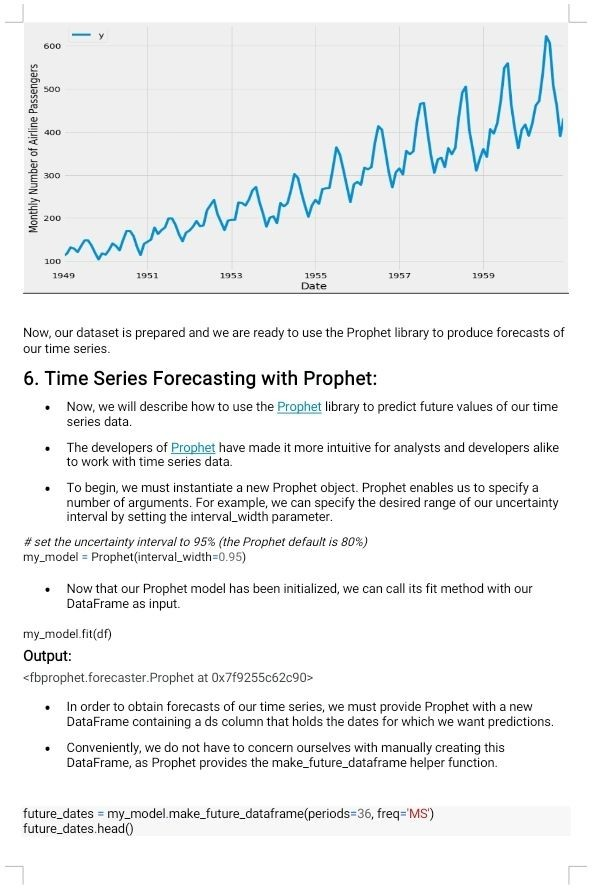 y
600
500
400
300
200
100
Monthly Number of Airline Passengers
1949 1951 1953 1955 1957 1959
Date
Now, our dataset is prepared and we are ready to use the Prophet library to produce forecasts of
our time series.
6. Time Series Forecasting with Prophet:
• Now, we will describe how to use the Prophet library to predict future values of our time
series data.
• The developers of Prophet have made it more intuitive for analysts and developers alike
to work with time series data.
• To begin, we must instantiate a new Prophet object. Prophet enables us to specify a
number of arguments. For example, we can specify the desired range of our uncertainty
interval by setting the interval_width parameter.
# set the uncertainty interval to 95% (the Prophet default is 80%)
my_model = Prophet(interval_width=0.95)
• Now that our Prophet model has been initialized, we can call its fit method with our
DataFrame as input.
my_model.fit(df)
Output:
<fbprophet.forecaster.Prophet at 0x7f9255c62c90>
• In order to obtain forecasts of our time series, we must provide Prophet with a new
DataFrame containing a ds column that holds the dates for which we want predictions.
• Conveniently, we do not have to concern ourselves with manually creating this
DataFrame, as Prophet provides the make_future_dataframe helper function.
future_dates = my_model.make_future_dataframe(periods=36, freq='MS')
future_dates.head()